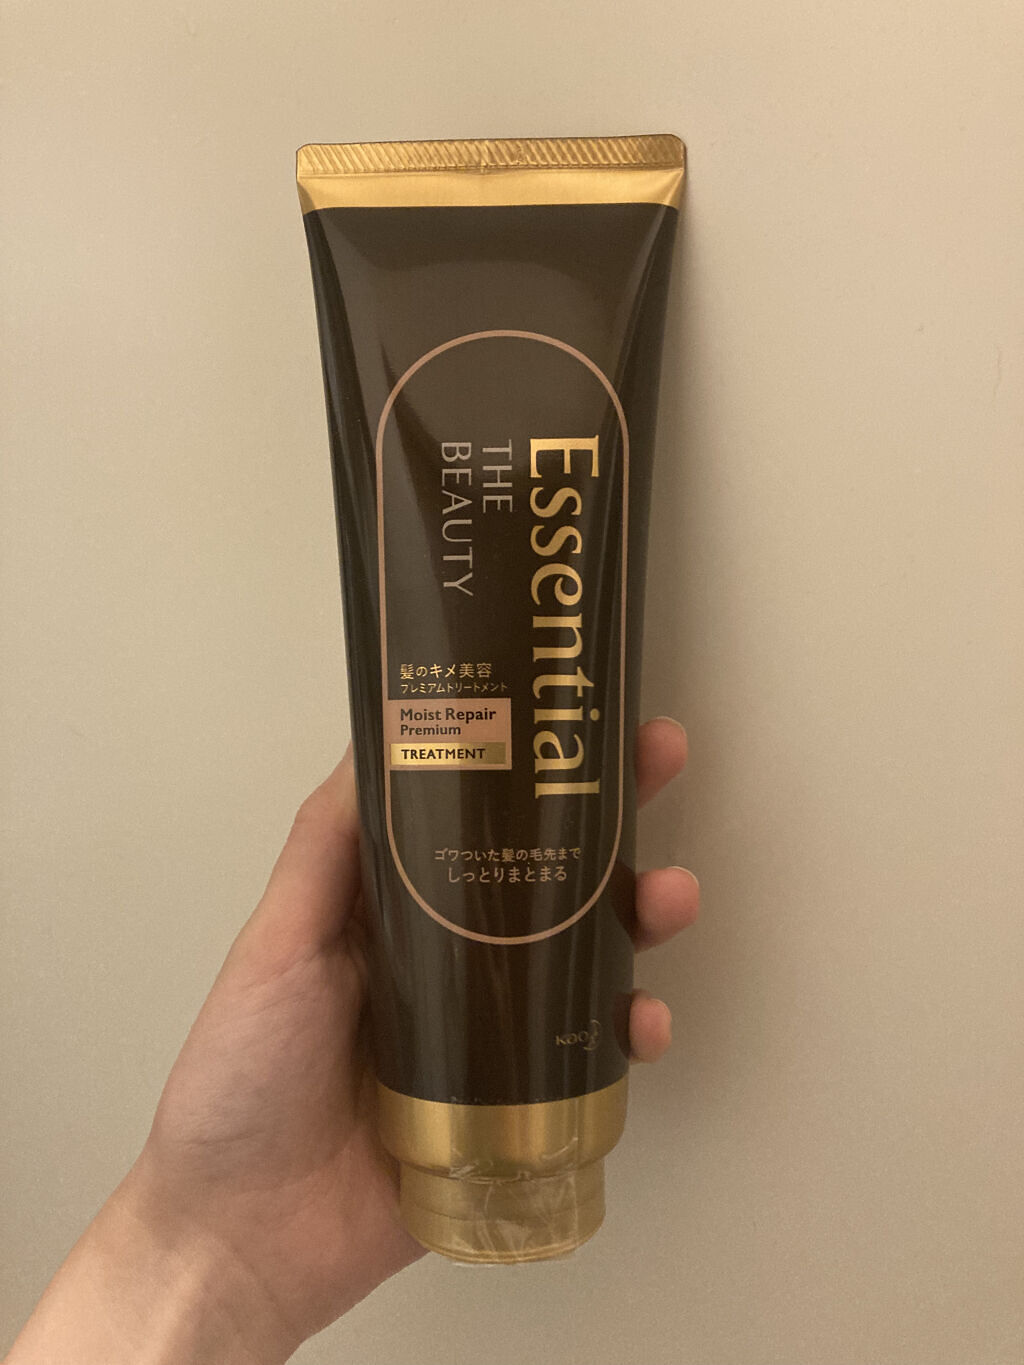 Essential
THE
BEAUTY
髪のキメ美容
プレミアムトリートメント
Moist Repair
Premium
TREATMENT
ゴワついた髪の毛先まで
しっとりまとまる
Kao